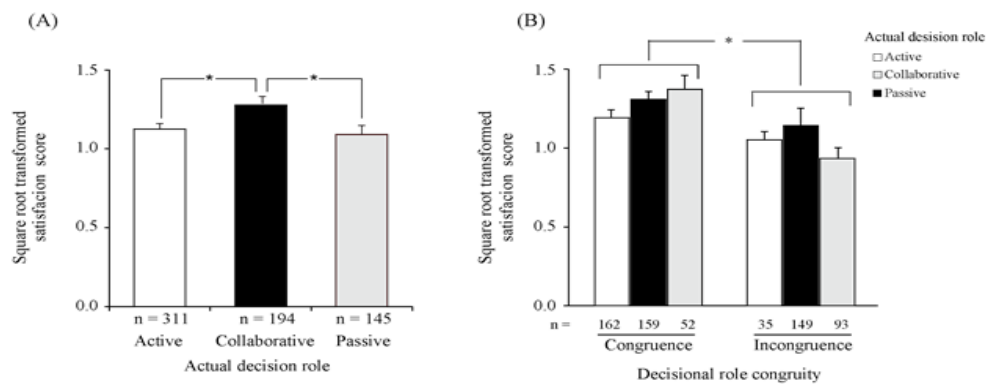 (A)
Square root transformed
satisfacion score
1.5
1.0
0.5
0.0
*
*
n = 311 n = 194 n = 145
Active Collaborative Passive
Actual decision role
(B)
Actual desision role
Active
Collaborative
Passive
Square root transformed
satisfacion score
1.5
1.0
0.5
0.0
*
n = 162 159 52 35 149 93
Congruence Incongruence
Decisional role congruity